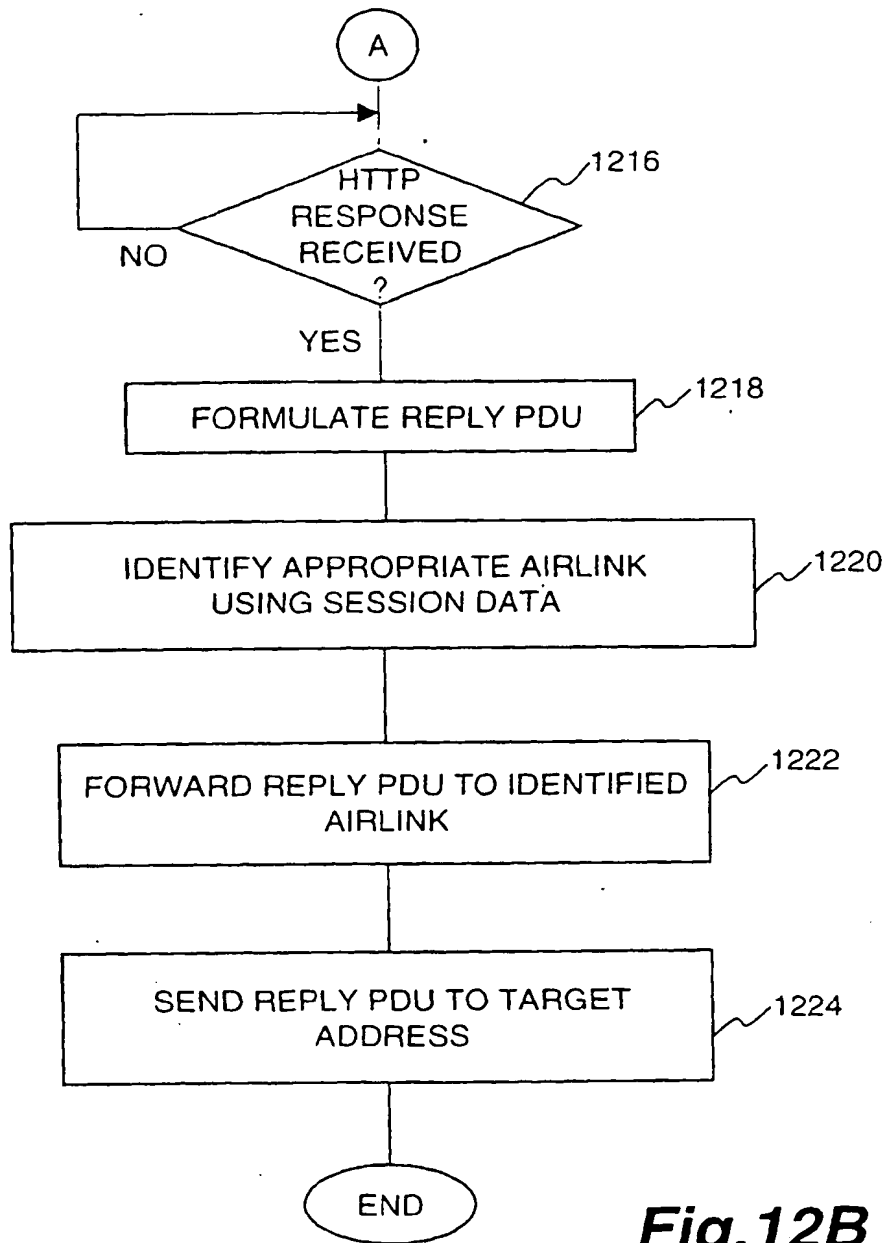 A
HTTP
RESPONSE
RECEIVED
?
1216
NO
YES
FORMULATE REPLY PDU
1218
IDENTIFY APPROPRIATE AIRLINK
USING SESSION DATA
1220
FORWARD REPLY PDU TO IDENTIFIED
AIRLINK
1222
SEND REPLY PDU TO TARGET
ADDRESS
1224
END
Fig.12B